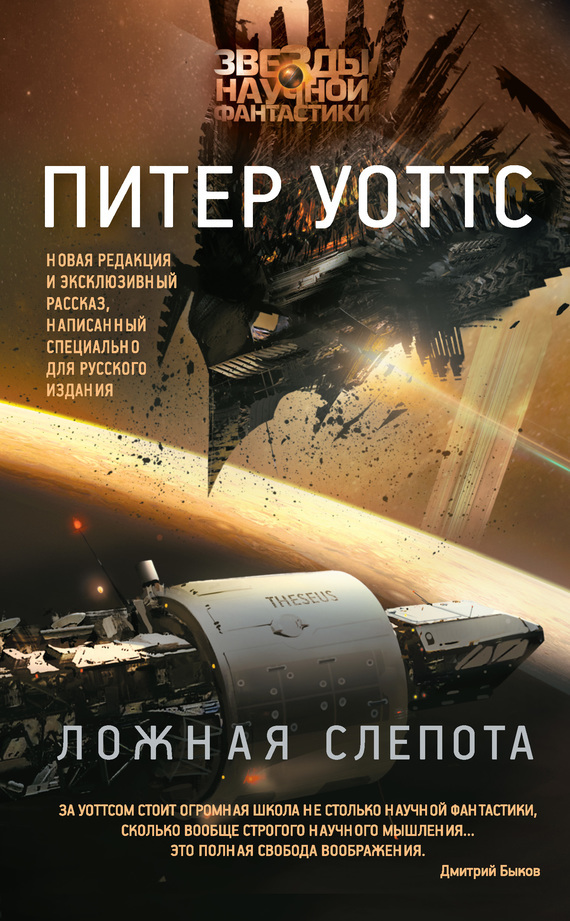 ЗВЕЗДЫ
НАУЧНОЙ
ФАНТАСТИКИ
ПИТЕР УОТТС
НОВАЯ РЕДАКЦИЯ
И ЭКСКЛЮЗИВНЫЙ
РАССКАЗ,
НАПИСАННЫЙ
СПЕЦИАЛЬНО
ДЛЯ РУССКОГО
ИЗДАНИЯ
THESEUS
ЛОЖНАЯ СЛЕПОТА
ЗА УОТТСОМ СТОИТ ОГРОМНАЯ ШКОЛА НЕ СТОЛЬКО НАУЧНОЙ ФАНТАСТИКИ,
СКОЛЬКО ВООБЩЕ СТРОГОГО НАУЧНОГО МЫШЛЕНИЯ...
ЭТО ПОЛНАЯ СВОБОДА ВООБРАЖЕНИЯ.
Дмитрий Быков